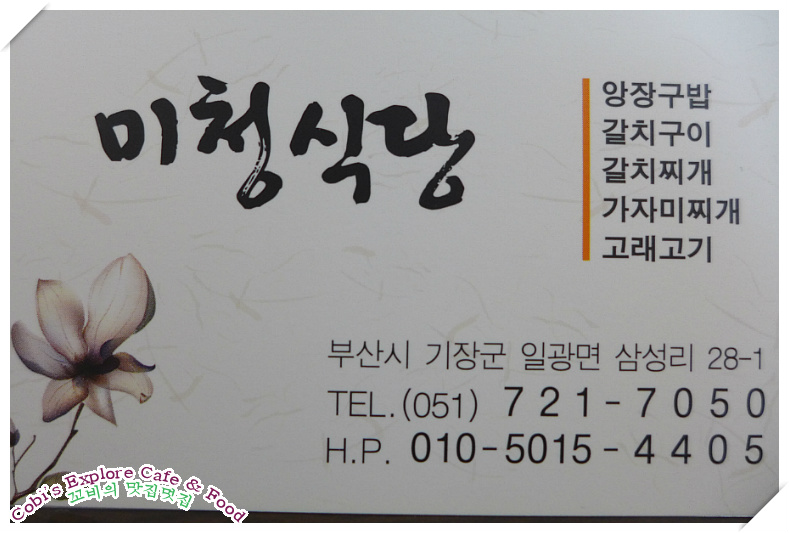 미청식당
앙장구밥
갈치구이
갈치찌개
가자미찌개
고래고기
부산시 기장군 일광면 삼성리 28-1
TEL.(051) 721-7050
H.P. 010-5015-4405
Cobi's Explore Cafe & Food
꼬비의 맛집멋집